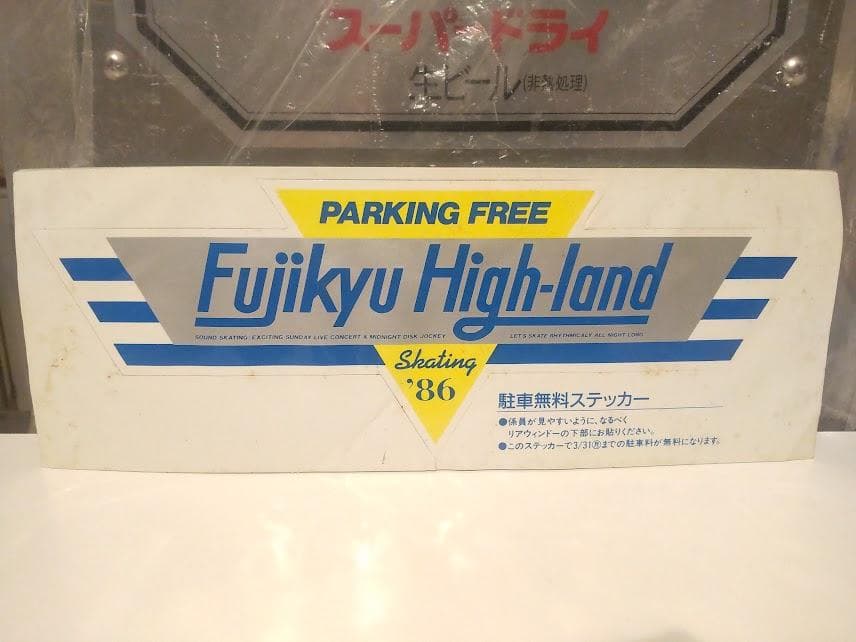 スーパードライ
生ビール(非熱処理)
PARKING FREE
Fujikyu High-land
SOUND SKATING: EXCITING SUNDAY LIVE CONCERT & MIDNIGHT DISK JOCKEY LET'S SKATE RHYTHMICALY ALL NIGHT LONG
Skating
'86
駐車無料ステッカー
●係員が見やすいように、なるべく
リアウィンドーの下部にお貼りください。
●このステッカーで3/31㊊までの駐車料が無料になります。